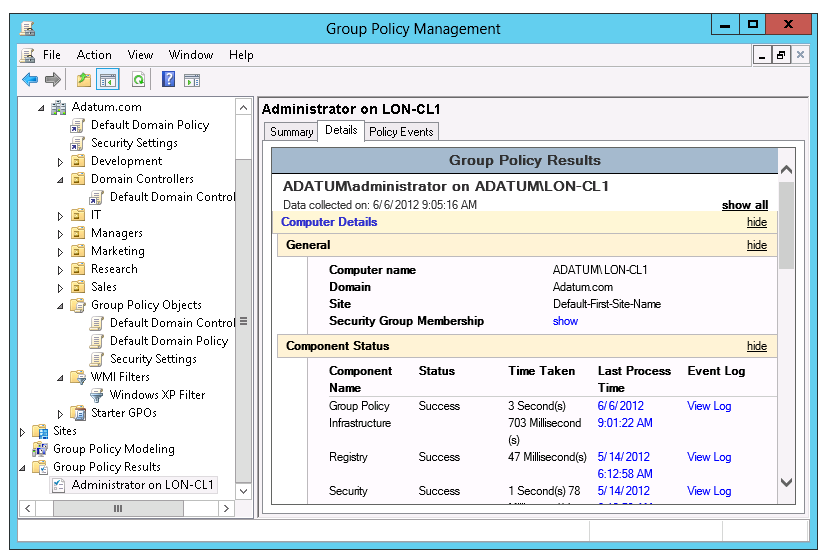 Group Policy Management
File Action View Window Help
Adatum.com
Default Domain Policy
Security Settings
Development
Domain Controllers
Default Domain Control
IT
Managers
Marketing
Research
Sales
Group Policy Objects
Default Domain Control
Default Domain Policy
Security Settings
WMI Filters
Windows XP Filter
Starter GPOs
Sites
Group Policy Modeling
Group Policy Results
Administrator on LON-CL1
Administrator on LON-CL1
Summary Details Policy Events
Group Policy Results
ADATUM\administrator on ADATUM\LON-CL1
Data collected on: 6/6/2012 9:05:16 AM show all
Computer Details hide
General hide
Computer name ADATUM\LON-CL1
Domain Adatum.com
Site Default-First-Site-Name
Security Group Membership show
Component Status hide
Component Status Time Taken Last Process Event Log
Name Time
Group Policy Success 3 Second(s) 6/6/2012 View Log
Infrastructure 703 Millisecond 9:01:22 AM
(s)
Registry Success 47 Millisecond(s) 5/14/2012 View Log
6:12:58 AM
Security Success 1 Second(s) 78 5/14/2012 View Log